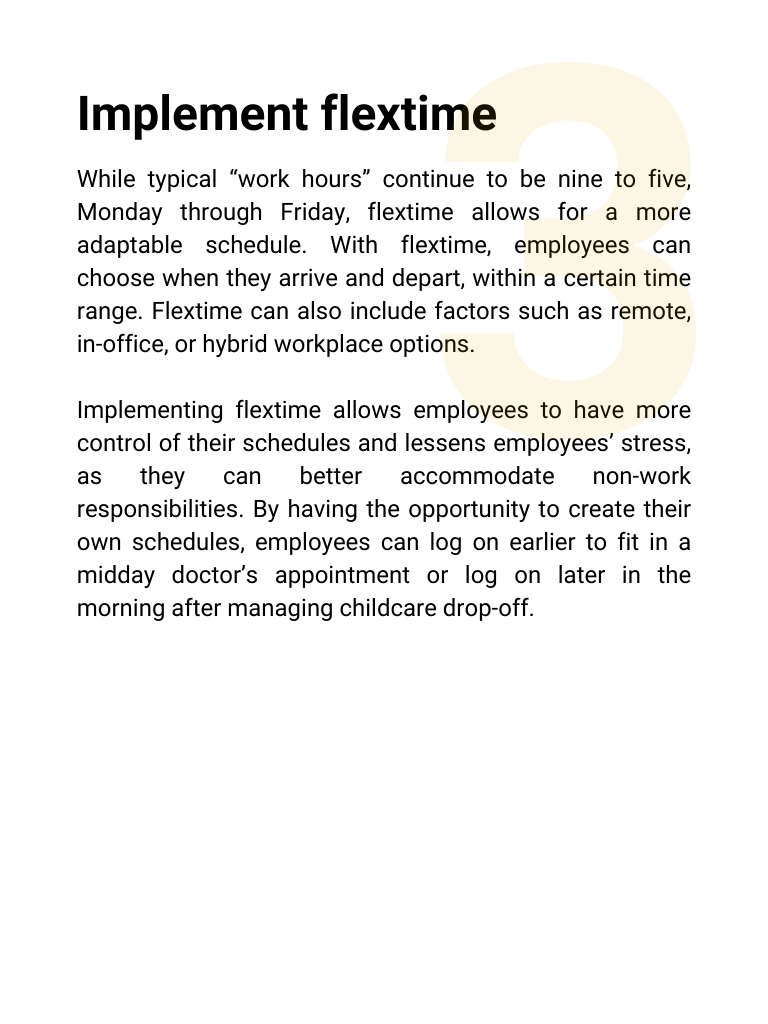 3
Implement flextime
While typical “work hours” continue to be nine to five,
Monday through Friday, flextime allows for a more
adaptable schedule. With flextime, employees can
choose when they arrive and depart, within a certain time
range. Flextime can also include factors such as remote,
in-office, or hybrid workplace options.
Implementing flextime allows employees to have more
control of their schedules and lessens employees’ stress,
as they can better accommodate non-work
responsibilities. By having the opportunity to create their
own schedules, employees can log on earlier to fit in a
midday doctor’s appointment or log on later in the
morning after managing childcare drop-off.